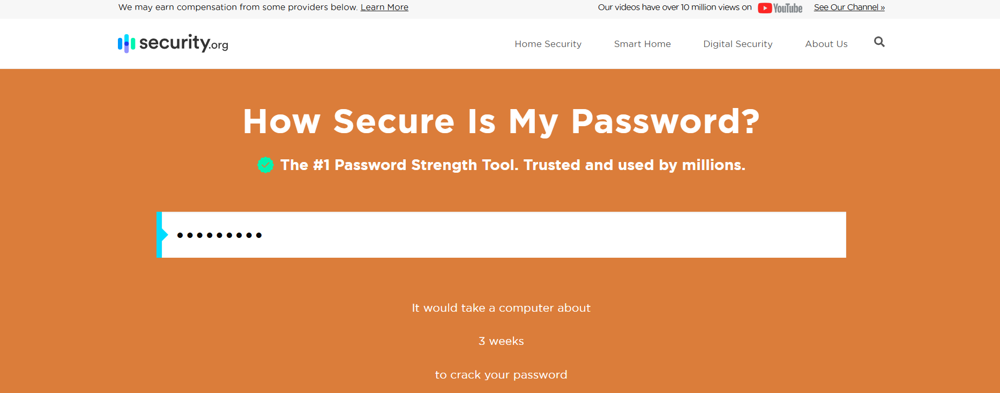 We may earn compensation from some providers below. Learn More
Our videos have over 10 million views on YouTube See Our Channel »
security.org
Home Security Smart Home Digital Security About Us
How Secure Is My Password?
The #1 Password Strength Tool. Trusted and used by millions.
•••••••••
It would take a computer about
3 weeks
to crack your password